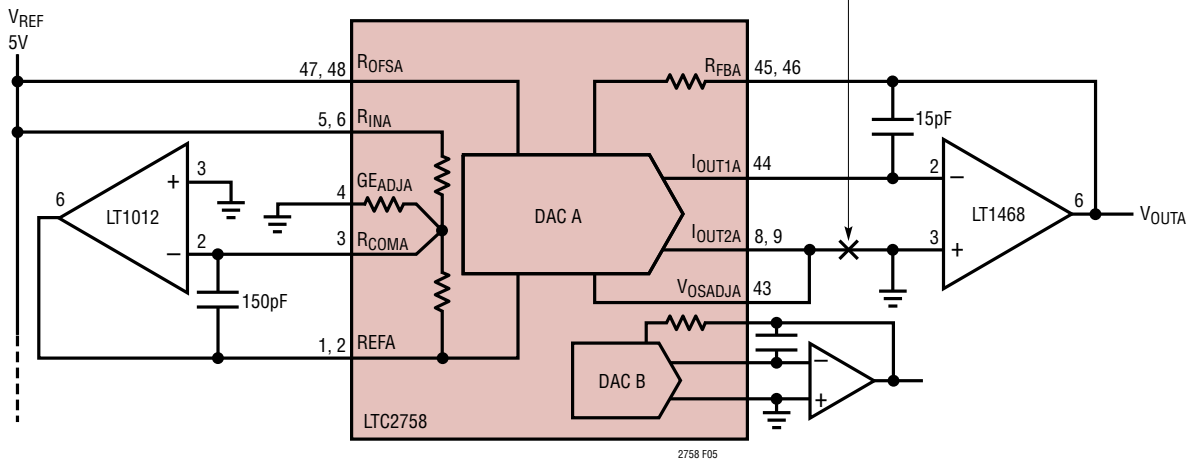 VREF
5V
47, 48
ROFSA
RFBA
45, 46
5, 6
RINA
15pF
6
+
3
4
GEADJA
IOUT1A
44
2
−
LT1012
DAC A
LT1468
6
VOUTA
−
2
3
RCOMA
IOUT2A
8, 9
3
+
150pF
VOSADJA
43
1, 2
REFA
DAC B
−
+
LTC2758
2758 F05